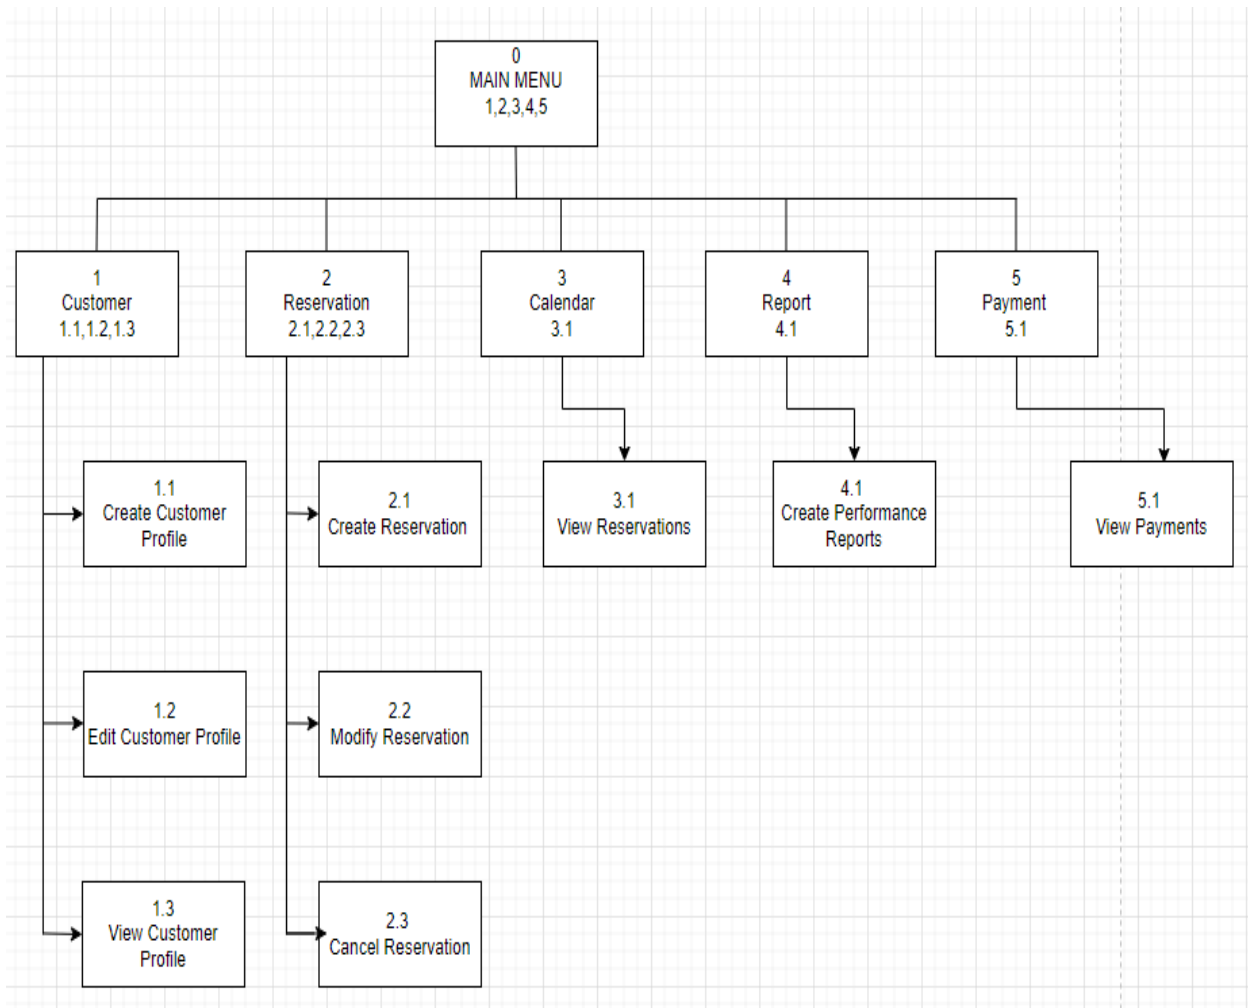 0
MAIN MENU
1,2,3,4,5
1
Customer
1.1,1.2,1.3
2
Reservation
2.1,2.2,2.3
3
Calendar
3.1
4
Report
4.1
5
Payment
5.1
1.1
Create Customer
Profile
2.1
Create Reservation
3.1
View Reservations
4.1
Create Performance
Reports
5.1
View Payments
1.2
Edit Customer Profile
2.2
Modify Reservation
1.3
View Customer
Profile
2.3
Cancel Reservation